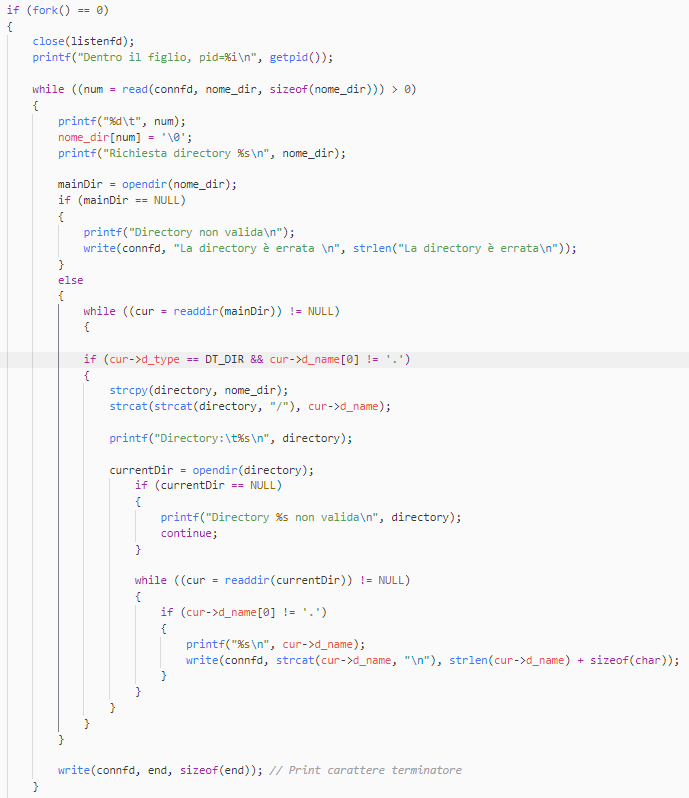 if (fork() == 0)
{
close(listenfd);
printf("Dentro il figlio, pid=%i\n", getpid());
while ((num = read(connfd, nome_dir, sizeof(nome_dir))) > 0)
{
printf("%d\t", num);
nome_dir[num] = '\0';
printf("Richiesta directory %s\n", nome_dir);
mainDir = opendir(nome_dir);
if (mainDir == NULL)
{
printf("Directory non valida\n");
write(connfd, "La directory è errata \n", strlen("La directory è errata\n"));
}
else
{
while ((cur = readdir(mainDir)) != NULL)
{
if (cur->d_type == DT_DIR && cur->d_name[0] != '.')
{
strcpy(directory, nome_dir);
strcat(strcat(directory, "/"), cur->d_name);
printf("Directory:\t%s\n", directory);
currentDir = opendir(directory);
if (currentDir == NULL)
{
printf("Directory %s non valida\n", directory);
continue;
}
while ((cur = readdir(currentDir)) != NULL)
{
if (cur->d_name[0] != '.')
{
printf("%s\n", cur->d_name);
write(connfd, strcat(cur->d_name, "\n"), strlen(cur->d_name) + sizeof(char));
}
}
}
}
}
write(connfd, end, sizeof(end)); // Print carattere terminatore
}